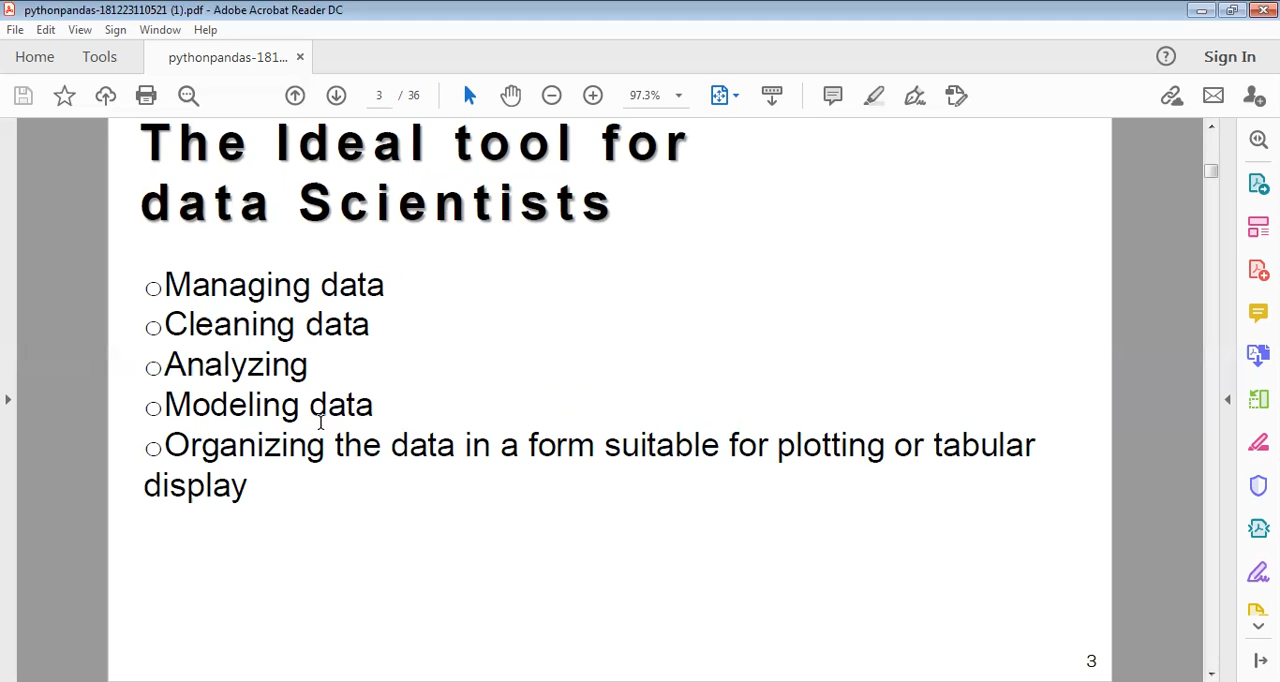 pythonpandas-181223110521 (1).pdf - Adobe Acrobat Reader DC
File Edit View Sign Window Help
Home Tools pythonpandas-181... × Sign In
3 / 36 97.3%
The Ideal tool for
data Scientists
Managing data
Cleaning data
Analyzing
Modeling data
Organizing the data in a form suitable for plotting or tabular
display
3